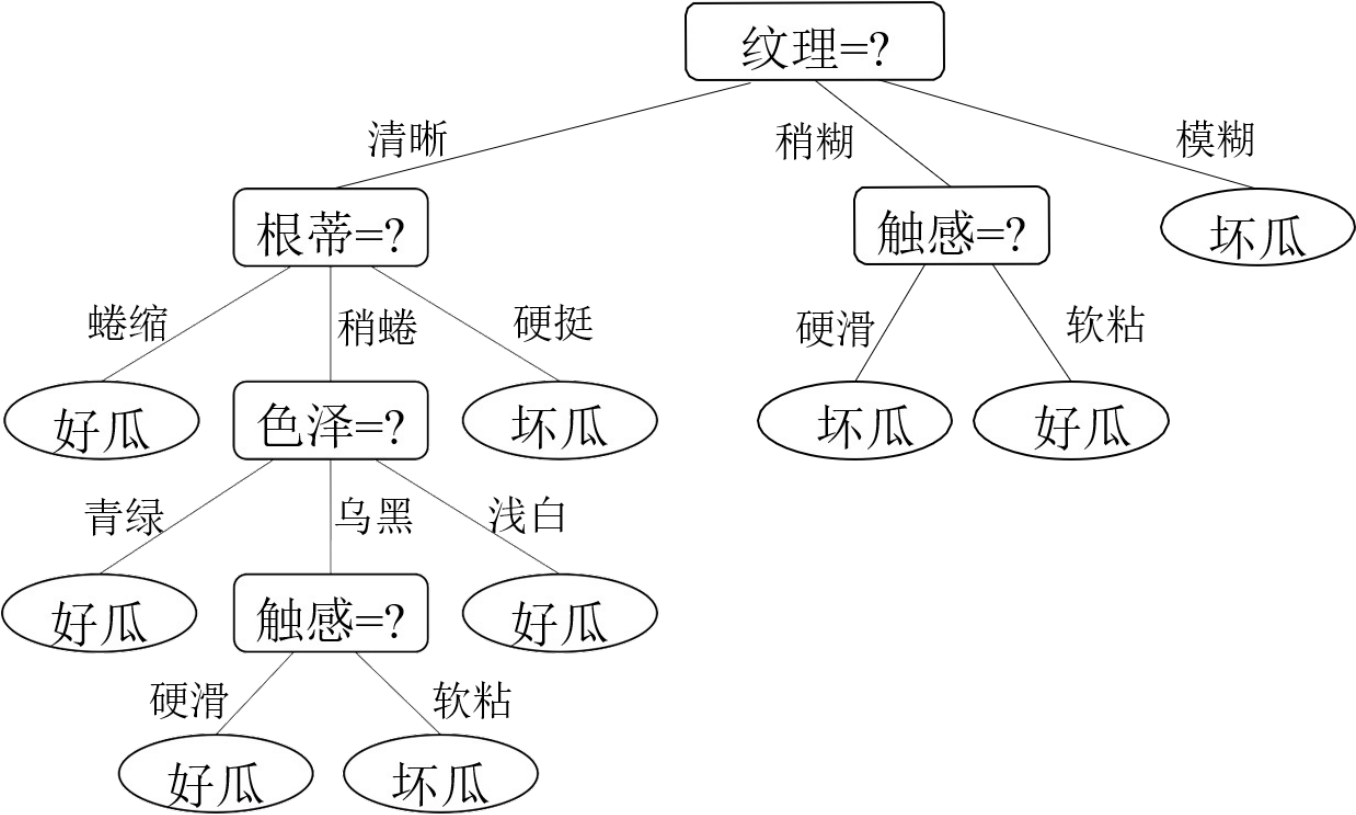 纹理=?
清晰
稍糊
模糊
根蒂=?
触感=?
坏瓜
蜷缩
稍蜷
硬挺
硬滑
软粘
好瓜
色泽=?
坏瓜
坏瓜
好瓜
青绿
乌黑
浅白
好瓜
触感=?
好瓜
硬滑
软粘
好瓜
坏瓜